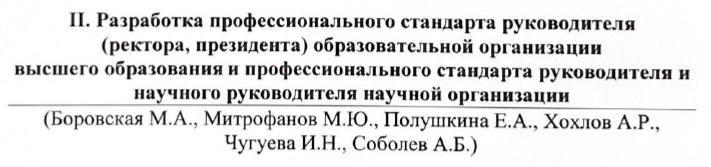 II. Разработка профессионального стандарта руководителя
(ректора, президента) образовательной организации
высшего образования и профессионального стандарта руководителя и
научного руководителя научной организации
(Боровская М.А., Митрофанов М.Ю., Полушкина Е.А., Хохлов А.Р.,
Чугуева И.Н., Соболев А.Б.)